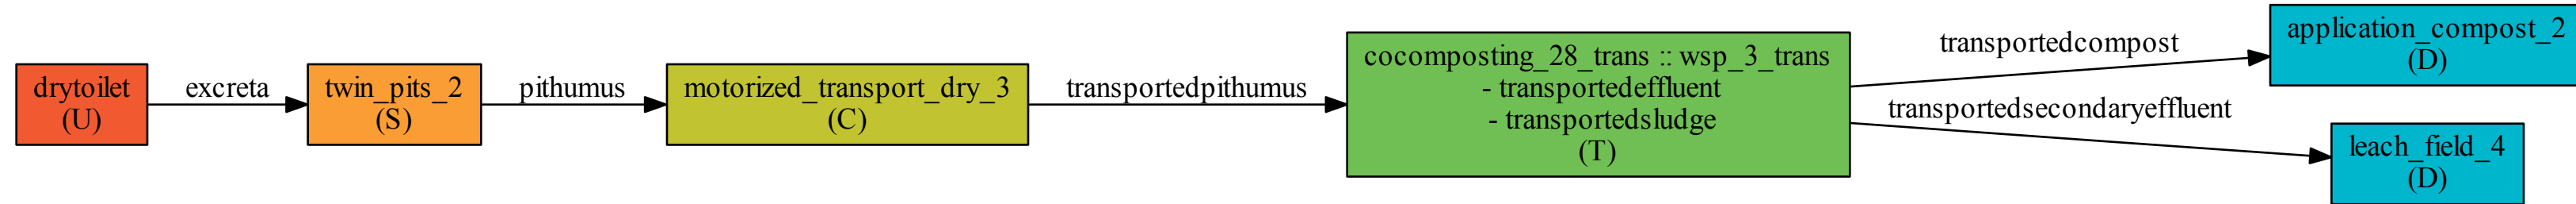 drytoilet
(U)
excreta
twin_pits_2
(S)
pithumus
motorized_transport_dry_3
(C)
transportedpithumus
cocomposting_28_trans :: wsp_3_trans
- transportedeffluent
- transportedsludge
(T)
transportedcompost
transportedsecondaryeffluent
application_compost_2
(D)
leach_field_4
(D)